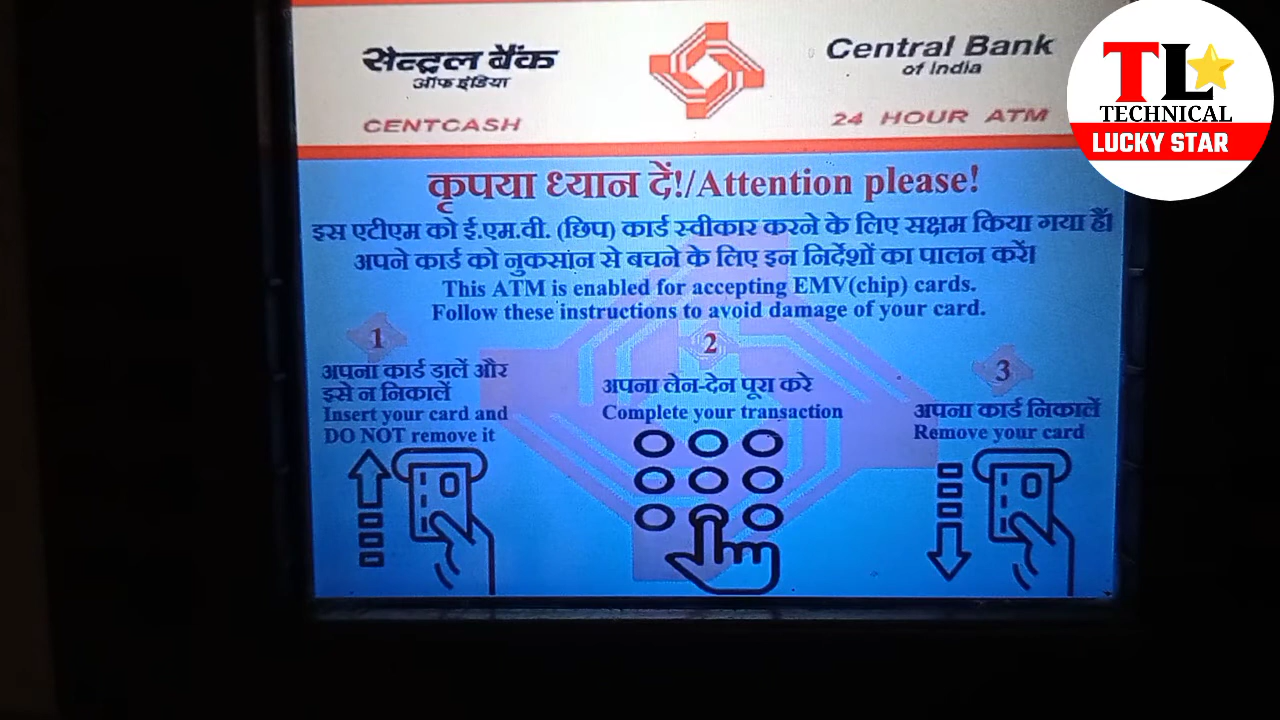 सेन्ट्रल बैंक
ऑफ इंडिया
CENTCASH
Central Bank
of India
24 HOUR ATM
TL
TECHNICAL
LUCKY STAR
कृपया ध्यान दें!/Attention please!
इस एटीएम को ई.एम.वी. (छिप) कार्ड स्वीकार करने के लिए सक्षम किया गया हैं।
अपने कार्ड को नुकसान से बचने के लिए इन निर्देशों का पालन करें।
This ATM is enabled for accepting EMV(chip) cards.
Follow these instructions to avoid damage of your card.
1
अपना कार्ड डालें और
इसे न निकालें
Insert your card and
DO NOT remove it
2
अपना लेन-देन पूरा करे
Complete your transaction
3
अपना कार्ड निकालें
Remove your card